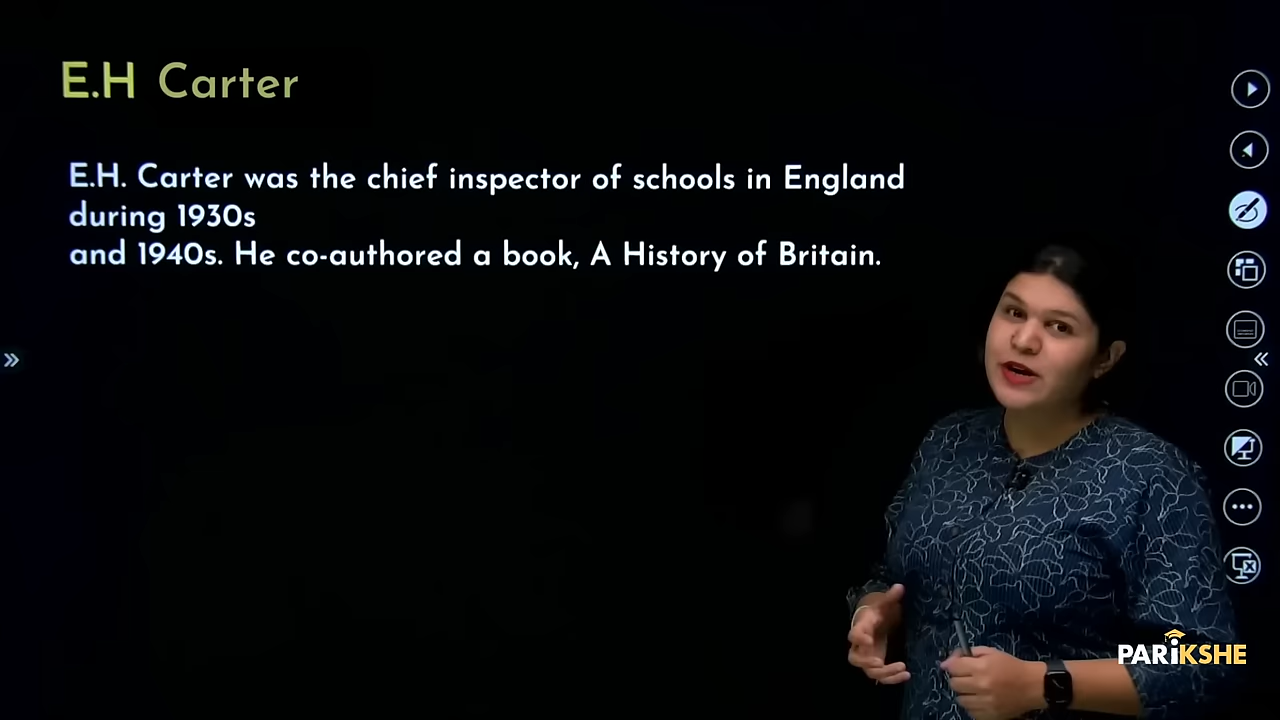 E.H Carter
E.H. Carter was the chief inspector of schools in England
during 1930s
and 1940s. He co-authored a book, A History of Britain.
PARiKSHE